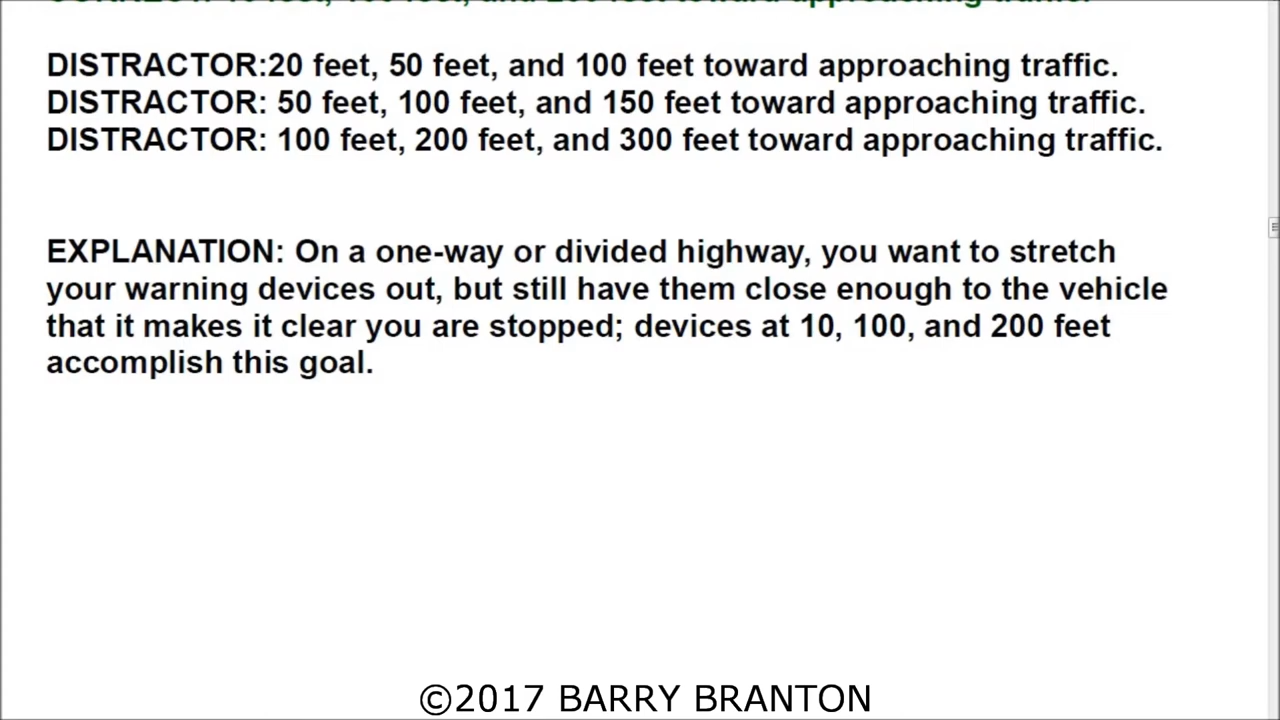 DISTRACTOR:20 feet, 50 feet, and 100 feet toward approaching traffic.
DISTRACTOR: 50 feet, 100 feet, and 150 feet toward approaching traffic.
DISTRACTOR: 100 feet, 200 feet, and 300 feet toward approaching traffic.
EXPLANATION: On a one-way or divided highway, you want to stretch
your warning devices out, but still have them close enough to the vehicle
that it makes it clear you are stopped; devices at 10, 100, and 200 feet
accomplish this goal.
©2017 BARRY BRANTON